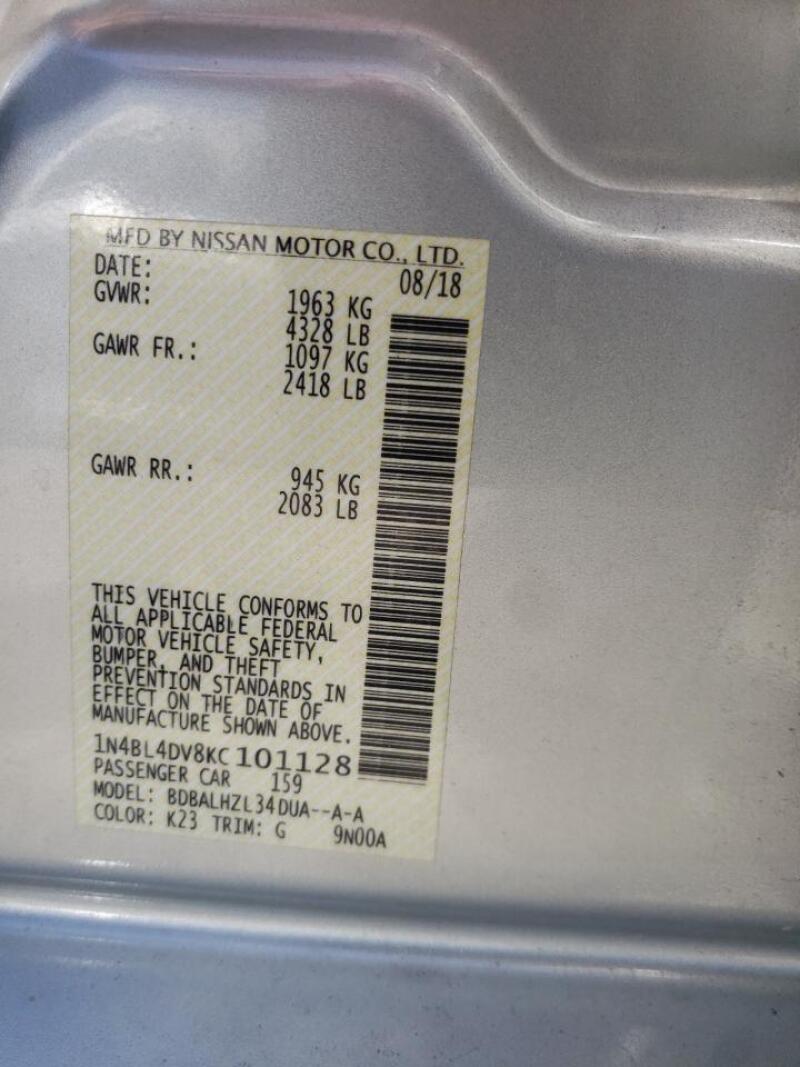 MFD BY NISSAN MOTOR CO., LTD.
DATE: 08/18
GVWR: 1963 KG
4328 LB
GAWR FR.: 1097 KG
2418 LB
GAWR RR.: 945 KG
2083 LB
THIS VEHICLE CONFORMS TO
ALL APPLICABLE FEDERAL
MOTOR VEHICLE SAFETY,
BUMPER, AND THEFT
PREVENTION STANDARDS IN
EFFECT ON THE DATE OF
MANUFACTURE SHOWN ABOVE.
1N4BL4DV8KC101128
PASSENGER CAR 159
MODEL: BDBALHZL34DUA--A-A
COLOR: K23 TRIM: G 9N00A